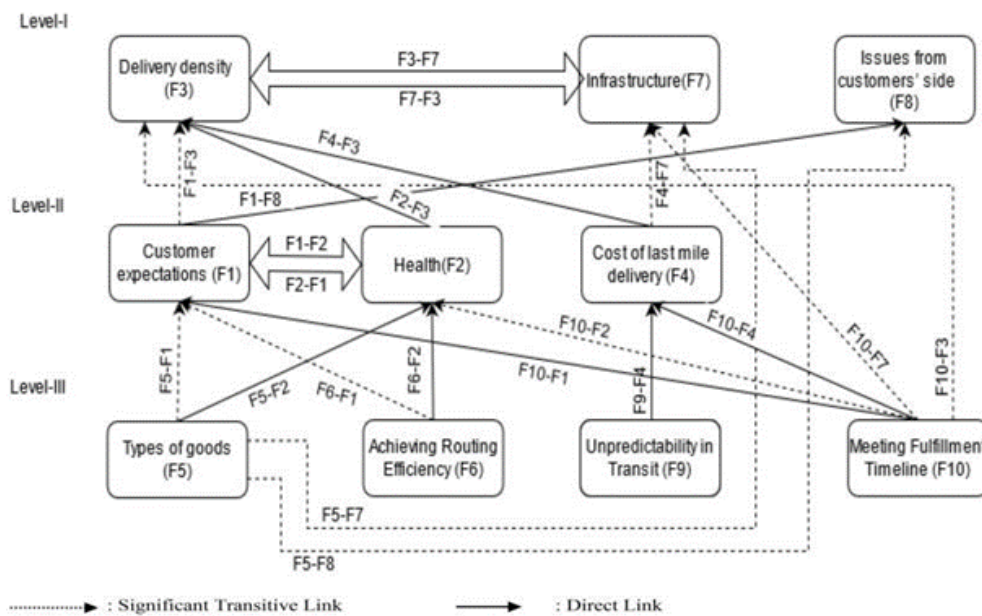 Level-I
Delivery density
(F3)
F3-F7
F7-F3
Infrastructure(F7)
Issues from
customers' side
(F8)
F4-F3
F1-F3
F4-F7
Level-II
F1-F8
F2-F3
Customer
expectations (F1)
F1-F2
F2-F1
Health(F2)
Cost of last mile
delivery (F4)
F10-F2
F10-F4
F10-F7
F10-F3
Level-III
F5-F1
F5-F2
F6-F1
F6-F2
F10-F1
F9-F4
Types of goods
(F5)
Achieving Routing
Efficiency (F6)
Unpredictability in
Transit (F9)
Meeting Fulfillment
Timeline (F10)
F5-F7
F5-F8
: Significant Transitive Link
: Direct Link